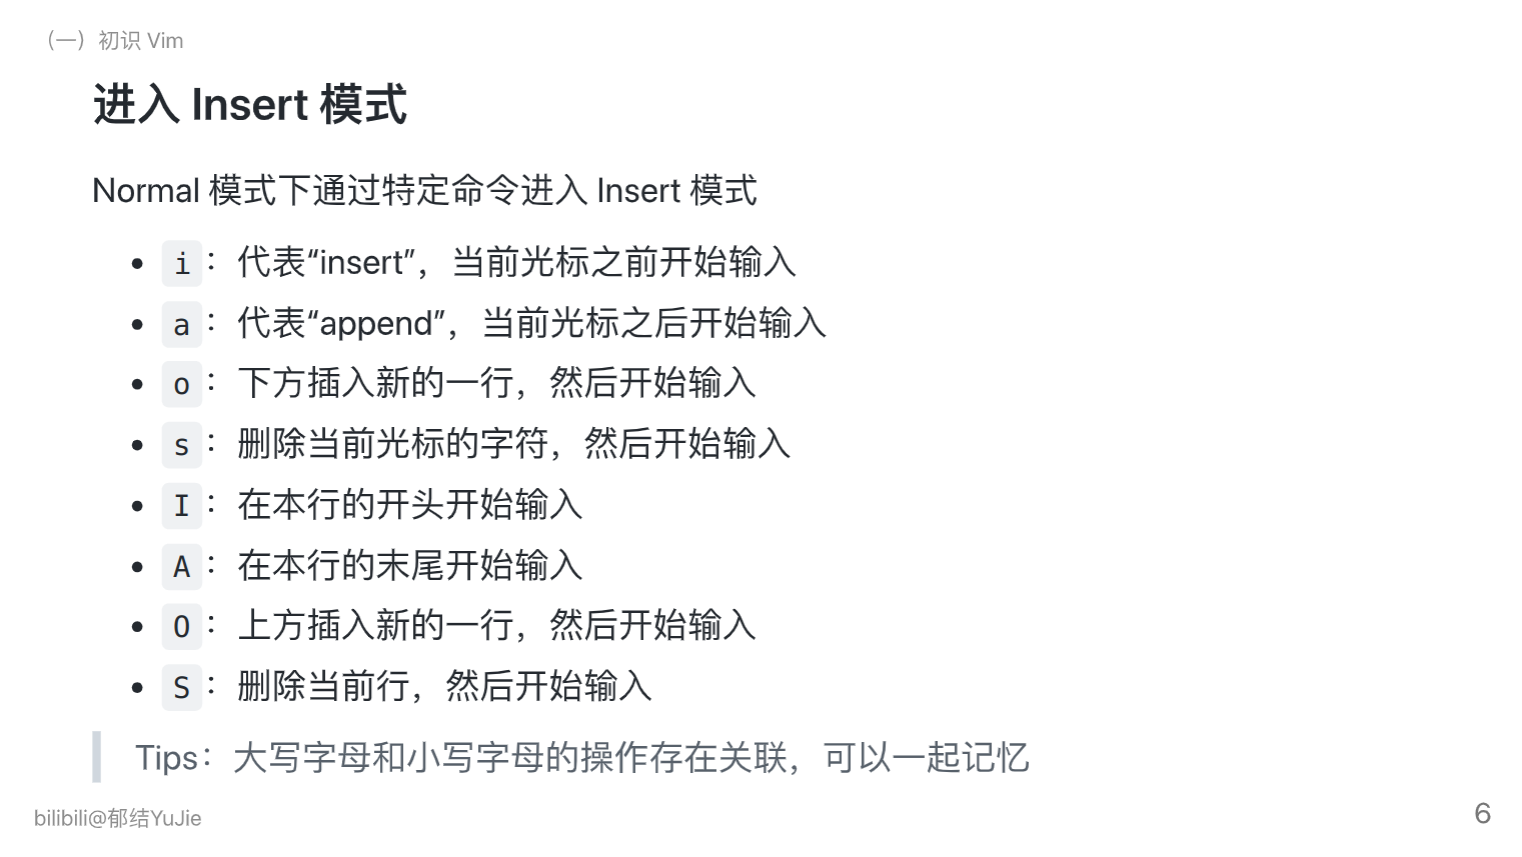 （一）初识 Vim
进入 Insert 模式
Normal 模式下通过特定命令进入 Insert 模式
• i：代表“insert”，当前光标之前开始输入
• a：代表“append”，当前光标之后开始输入
• o：下方插入新的一行，然后开始输入
• s：删除当前光标的字符，然后开始输入
• I：在本行的开头开始输入
• A：在本行的末尾开始输入
• O：上方插入新的一行，然后开始输入
• S：删除当前行，然后开始输入
Tips：大写字母和小写字母的操作存在关联，可以一起记忆
bilibili@郁结YuJie
6